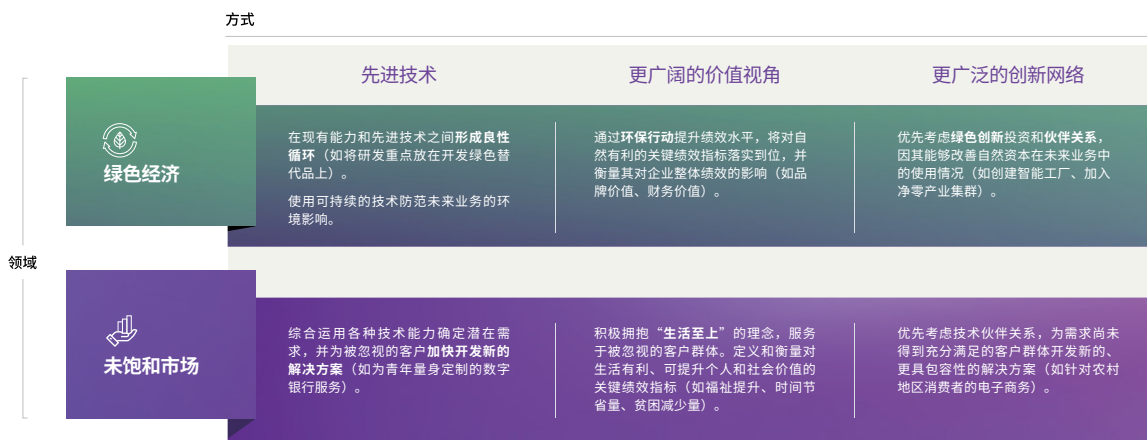 方式
先进技术
更广阔的价值视角
更广泛的创新网络
领域
绿色经济
在现有能力和先进技术之间形成良性
循环（如将研发重点放在开发绿色替
代品上）。
使用可持续的技术防范未来业务的环
境影响。
通过环保行动提升绩效水平，将对自
然有利的关键绩效指标落实到位，并
衡量其对企业整体绩效的影响（如品
牌价值、财务价值）。
优先考虑绿色创新投资和伙伴关系，
因其能够改善自然资本在未来业务中
的使用情况（如创建智能工厂、加入
净零产业集群）。
未饱和市场
综合运用各种技术能力确定潜在需
求，并为被忽视的客户加快开发新的
解决方案（如为青年量身定制的数字
银行服务）。
积极拥抱“生活至上”的理念，服务
于被忽视的客户群体。定义和衡量对
生活有利、可提升个人和社会价值的
关键绩效指标（如福祉提升、时间节
省量、贫困减少量）。
优先考虑技术伙伴关系，为需求尚未
得到充分满足的客户群体开发新的、
更具包容性的解决方案（如针对农村
地区消费者的电子商务）。